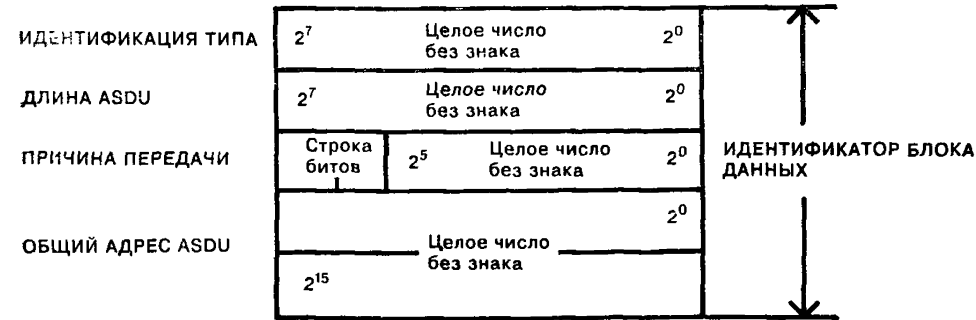 ИДЕНТИФИКАЦИЯ ТИПА
2⁷ Целое число без знака 2⁰
ДЛИНА ASDU
2⁷ Целое число без знака 2⁰
ПРИЧИНА ПЕРЕДАЧИ
Строка битов
2⁵ Целое число без знака 2⁰
ИДЕНТИФИКАТОР БЛОКА
ДАННЫХ
ОБЩИЙ АДРЕС ASDU
2⁰
Целое число
без знака
2¹⁵